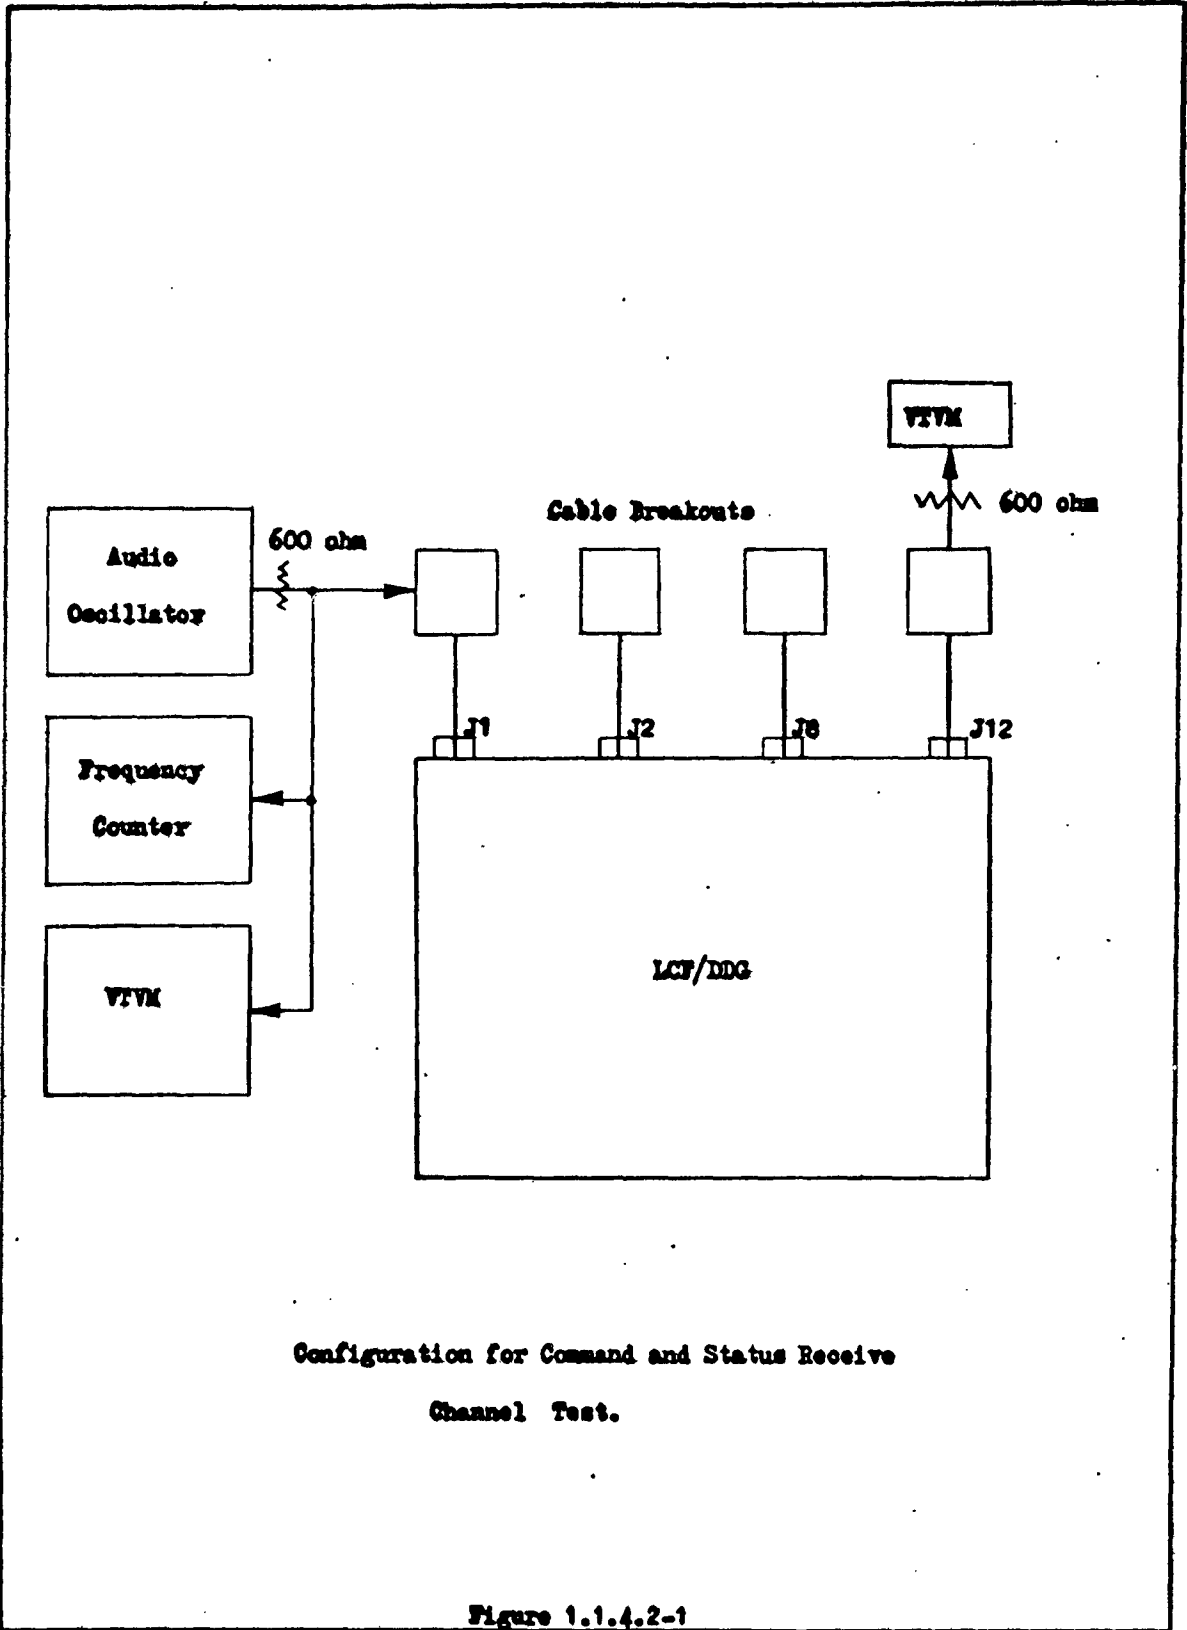 VTVM
600 ohm
Cable Breakouts
Audio
Oscillator
600 ohm
J1
J2
J8
J12
Frequency
Counter
VTVM
LCF/DDG
Configuration for Command and Status Receive
Channel Test.
Figure 1.1.4.2-1